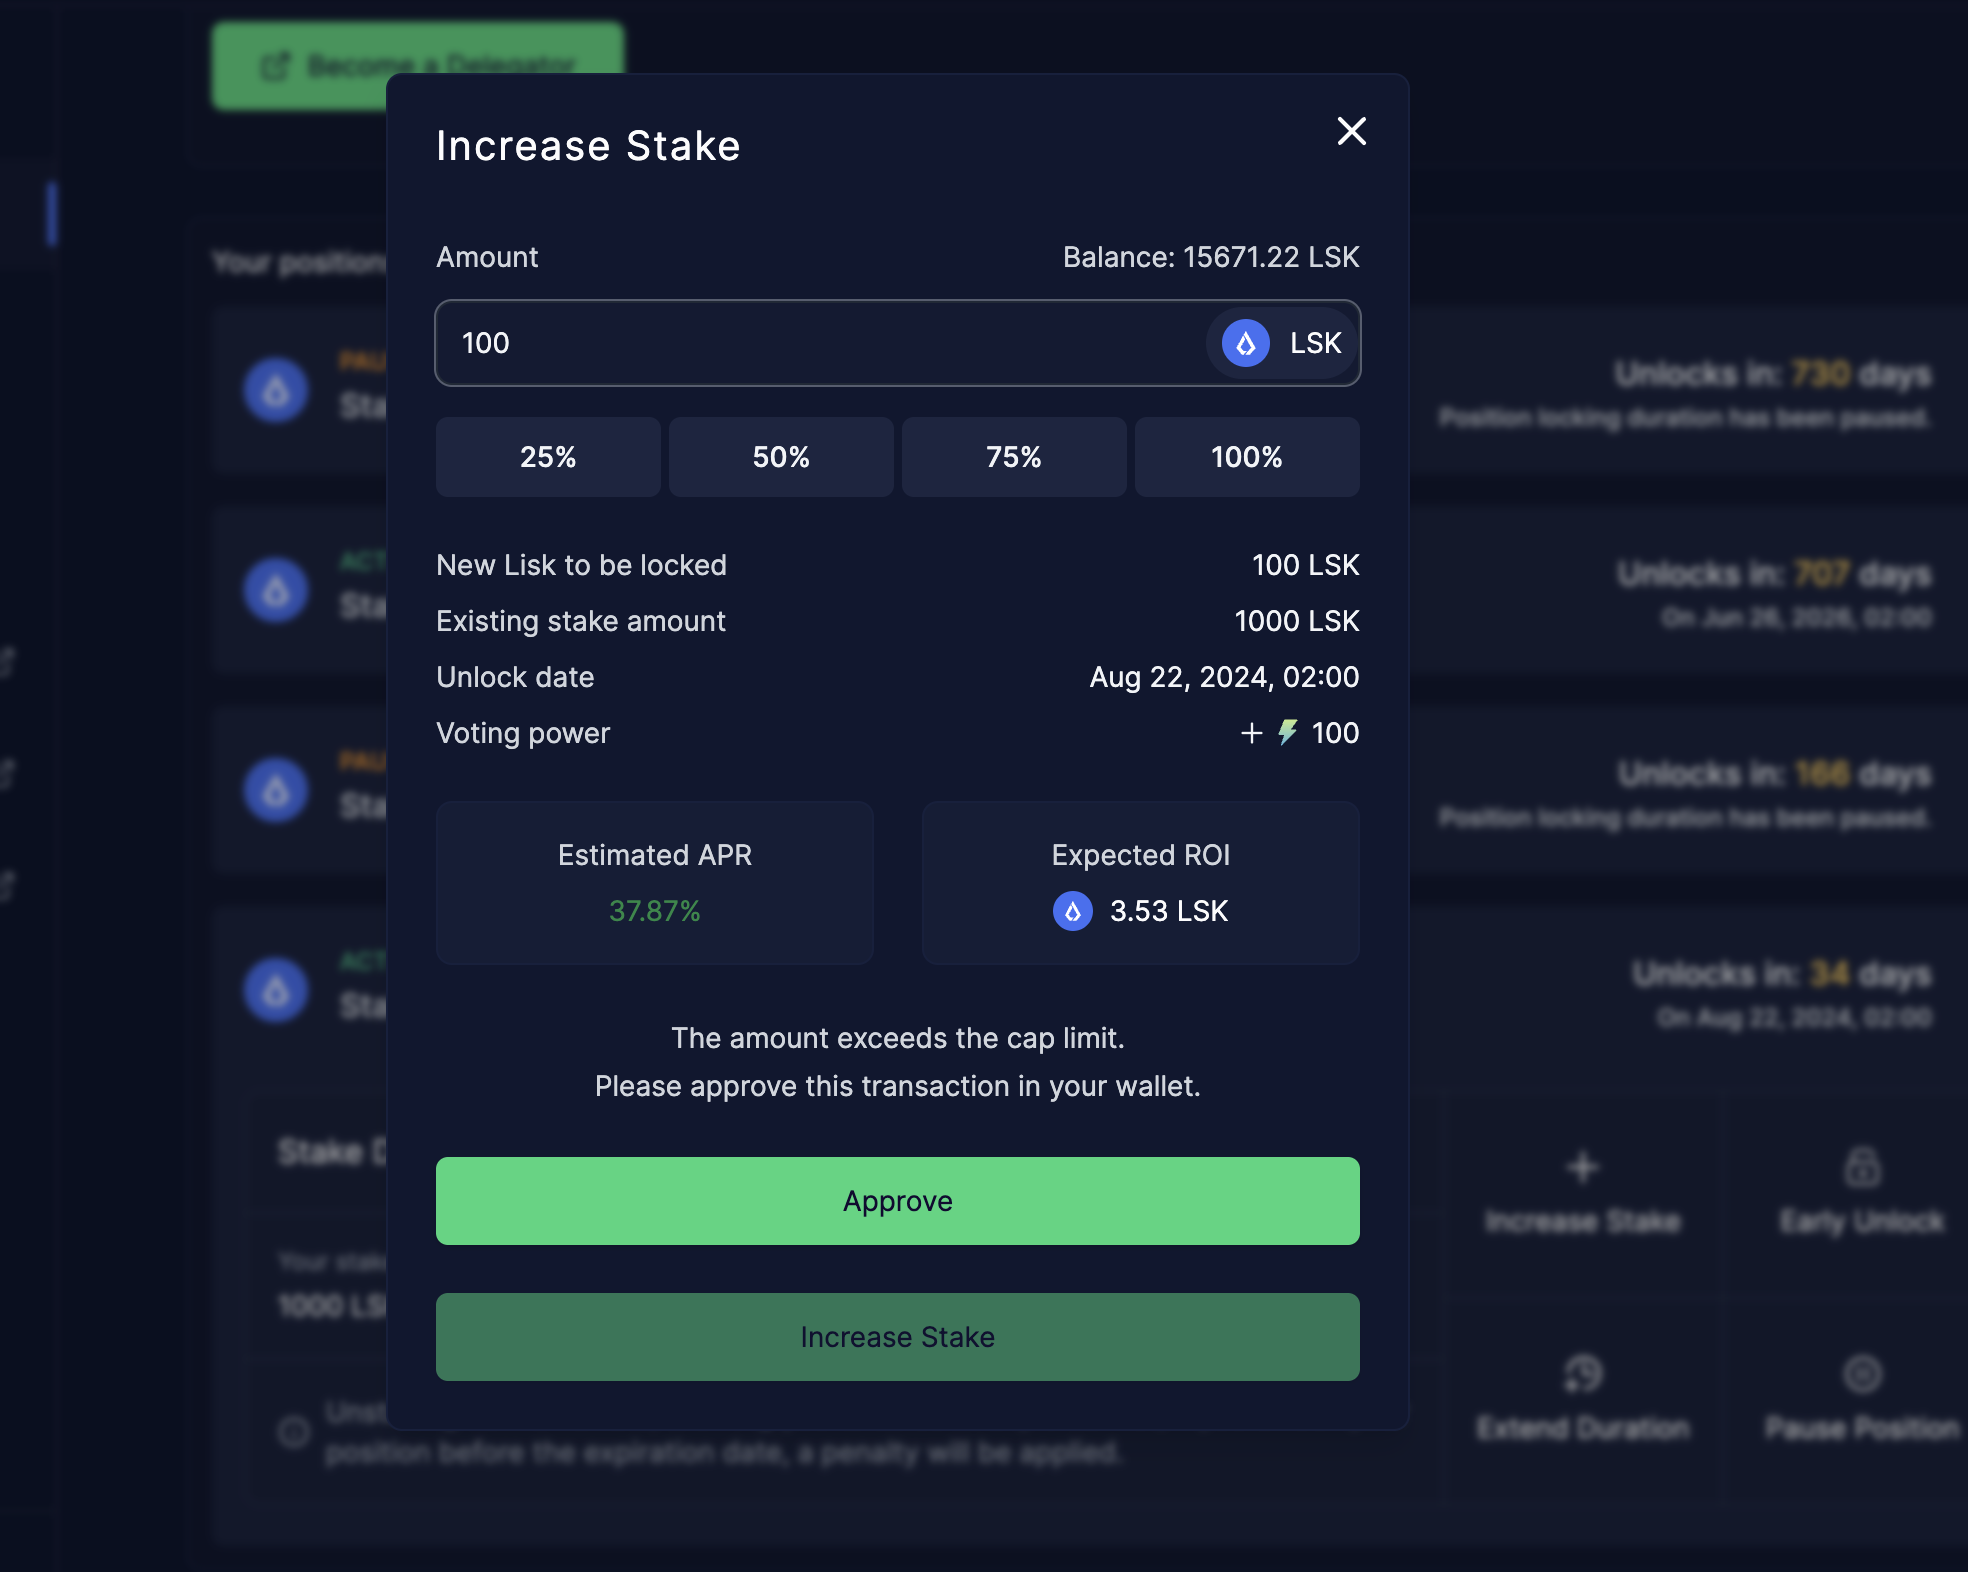 Become a Delegator
Increase Stake
Your positions
Amount
Balance: 15671.22 LSK
100
LSK
25%
50%
75%
100%
Unlocks in: 730 days
Position locking duration has been paused.
New Lisk to be locked
100 LSK
Existing stake amount
1000 LSK
Unlocks in: 707 days
On Jun 26, 2026, 02:00
Unlock date
Aug 22, 2024, 02:00
Voting power
+ 100
Unlocks in: 166 days
Position locking duration has been paused.
Estimated APR
37.87%
Expected ROI
3.53 LSK
Unlocks in: 34 days
On Aug 22, 2024, 02:00
The amount exceeds the cap limit.
Please approve this transaction in your wallet.
Stake
Approve
Increase Stake
Early Unlock
Your stake
1000 LSK
Increase Stake
Extend Duration
Pause Position
position before the expiration date, a penalty will be applied.